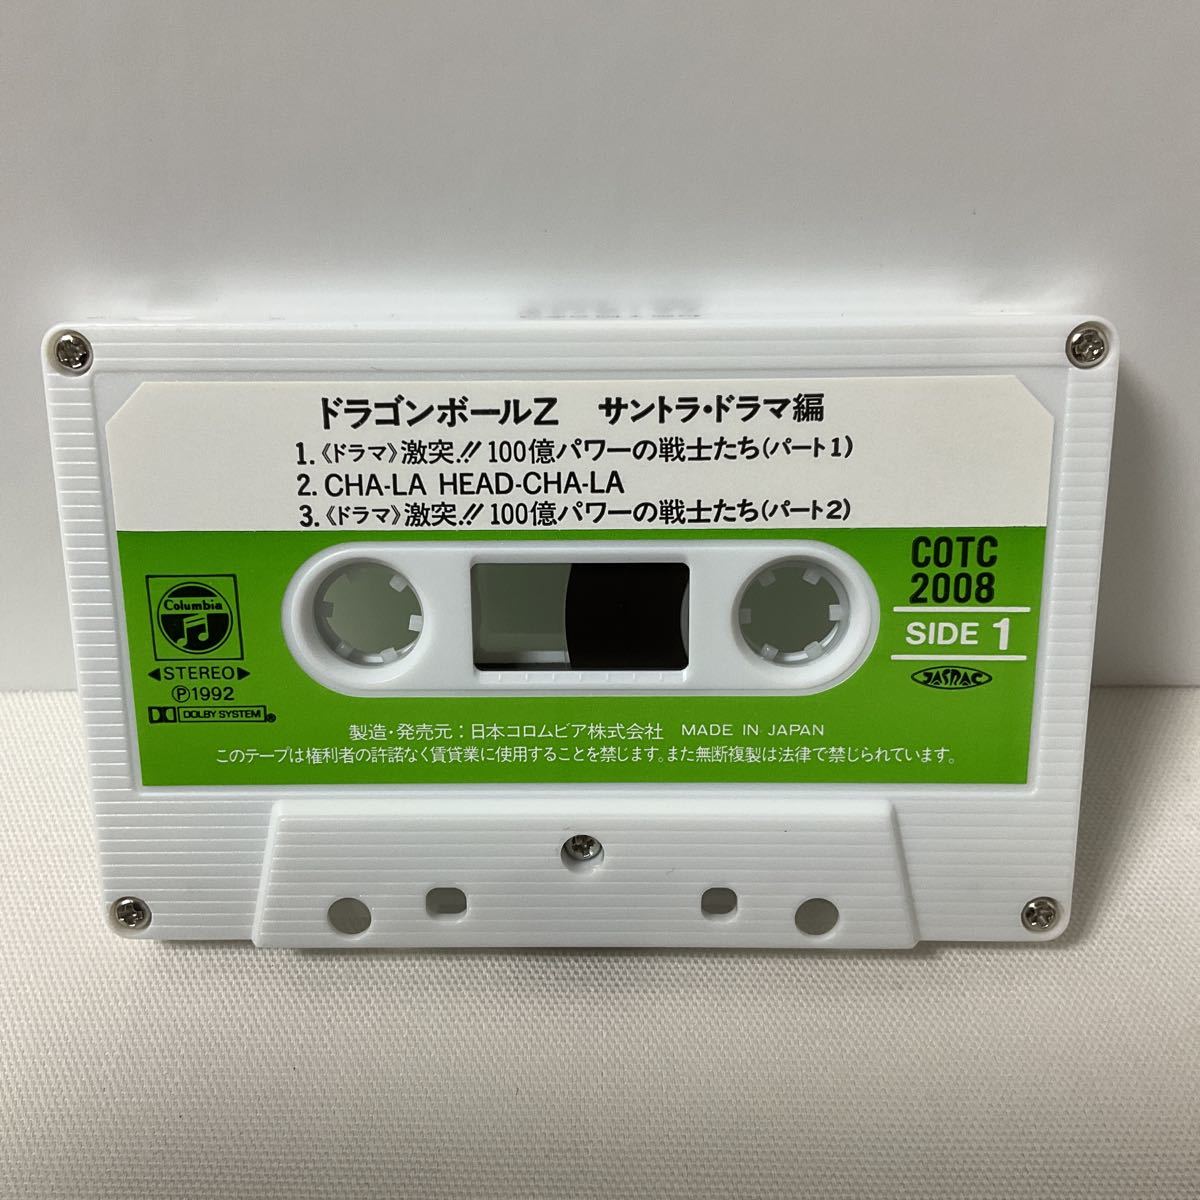 ドラゴンボールZ サントラ・ドラマ編
1.《ドラマ》激突!! 100億パワーの戦士たち(パート1)
2. CHA-LA HEAD-CHA-LA
3.《ドラマ》激突!! 100億パワーの戦士たち(パート2)
COTC
2008
SIDE 1
JASRAC
Columbia
◀STEREO▶
Ⓟ1992
DOLBY SYSTEM®
製造・発売元:日本コロムビア株式会社 MADE IN JAPAN
このテープは権利者の許諾なく賃貸業に使用することを禁じます。また無断複製は法律で禁じられています。